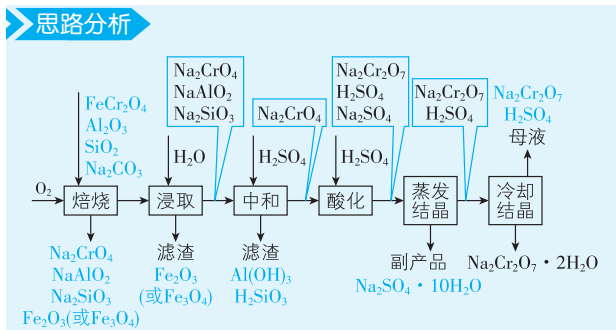 思路分析
FeCr₂O₄
Al₂O₃
SiO₂
Na₂CO₃
Na₂CrO₄
NaAlO₂
Na₂SiO₃
Na₂CrO₄
Na₂Cr₂O₇
H₂SO₄
Na₂SO₄
Na₂Cr₂O₇
H₂SO₄
Na₂Cr₂O₇
H₂SO₄
母液
H₂O
H₂SO₄
H₂SO₄
O₂
焙烧
浸取
中和
酸化
蒸发
结晶
冷却
结晶
Na₂CrO₄
NaAlO₂
Na₂SiO₃
Fe₂O₃(或Fe₃O₄)
滤渣
Fe₂O₃
(或Fe₃O₄)
滤渣
Al(OH)₃
H₂SiO₃
副产品
Na₂SO₄·10H₂O
Na₂Cr₂O₇·2H₂O